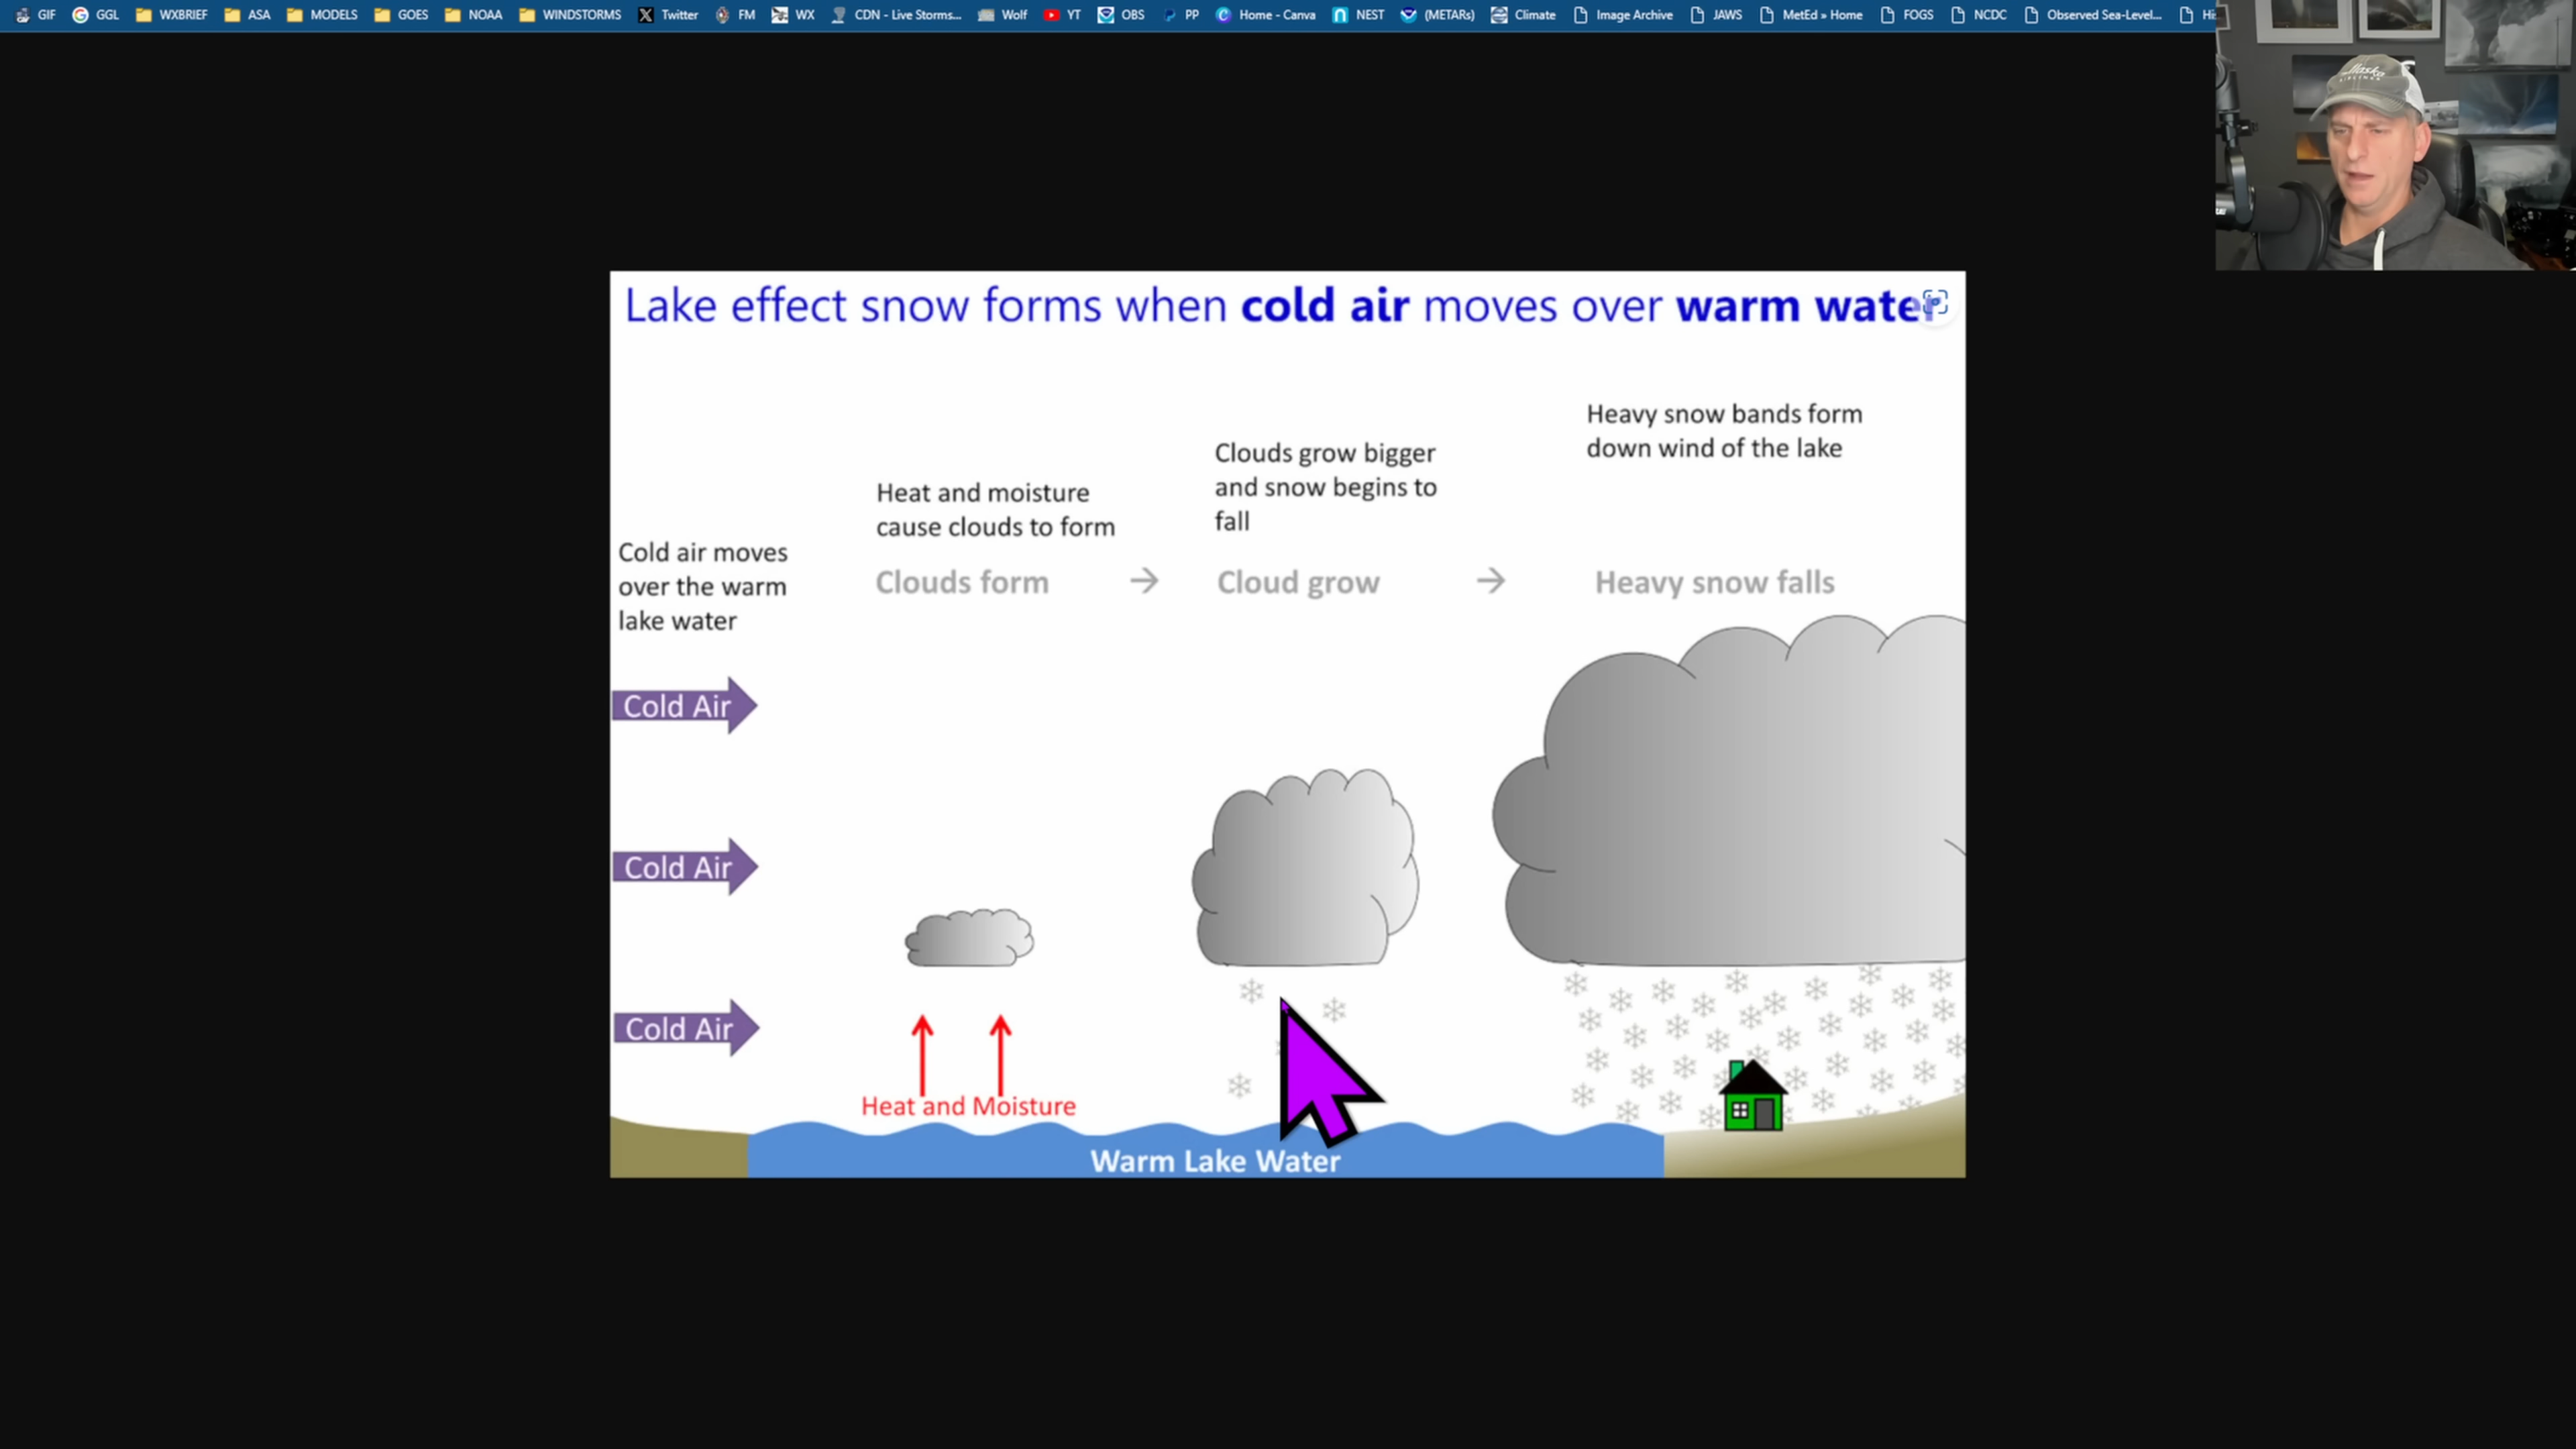 GIF GGL WXBRIEF ASA MODELS GOES NOAA WINDSTORMS Twitter FM WX CDN - Live Storms... Wolf YT OBS PP Home - Canva NEST (METARs) Climate Image Archive JAWS MetEd » Home FOGS NCDC Observed Sea-Level...
Alaska
AIRLINES
Lake effect snow forms when cold air moves over warm water
Heavy snow bands form
down wind of the lake
Clouds grow bigger
and snow begins to
fall
Heat and moisture
cause clouds to form
Cold air moves
over the warm
lake water
Clouds form → Cloud grow → Heavy snow falls
Cold Air
Cold Air
Cold Air
Heat and Moisture
Warm Lake Water